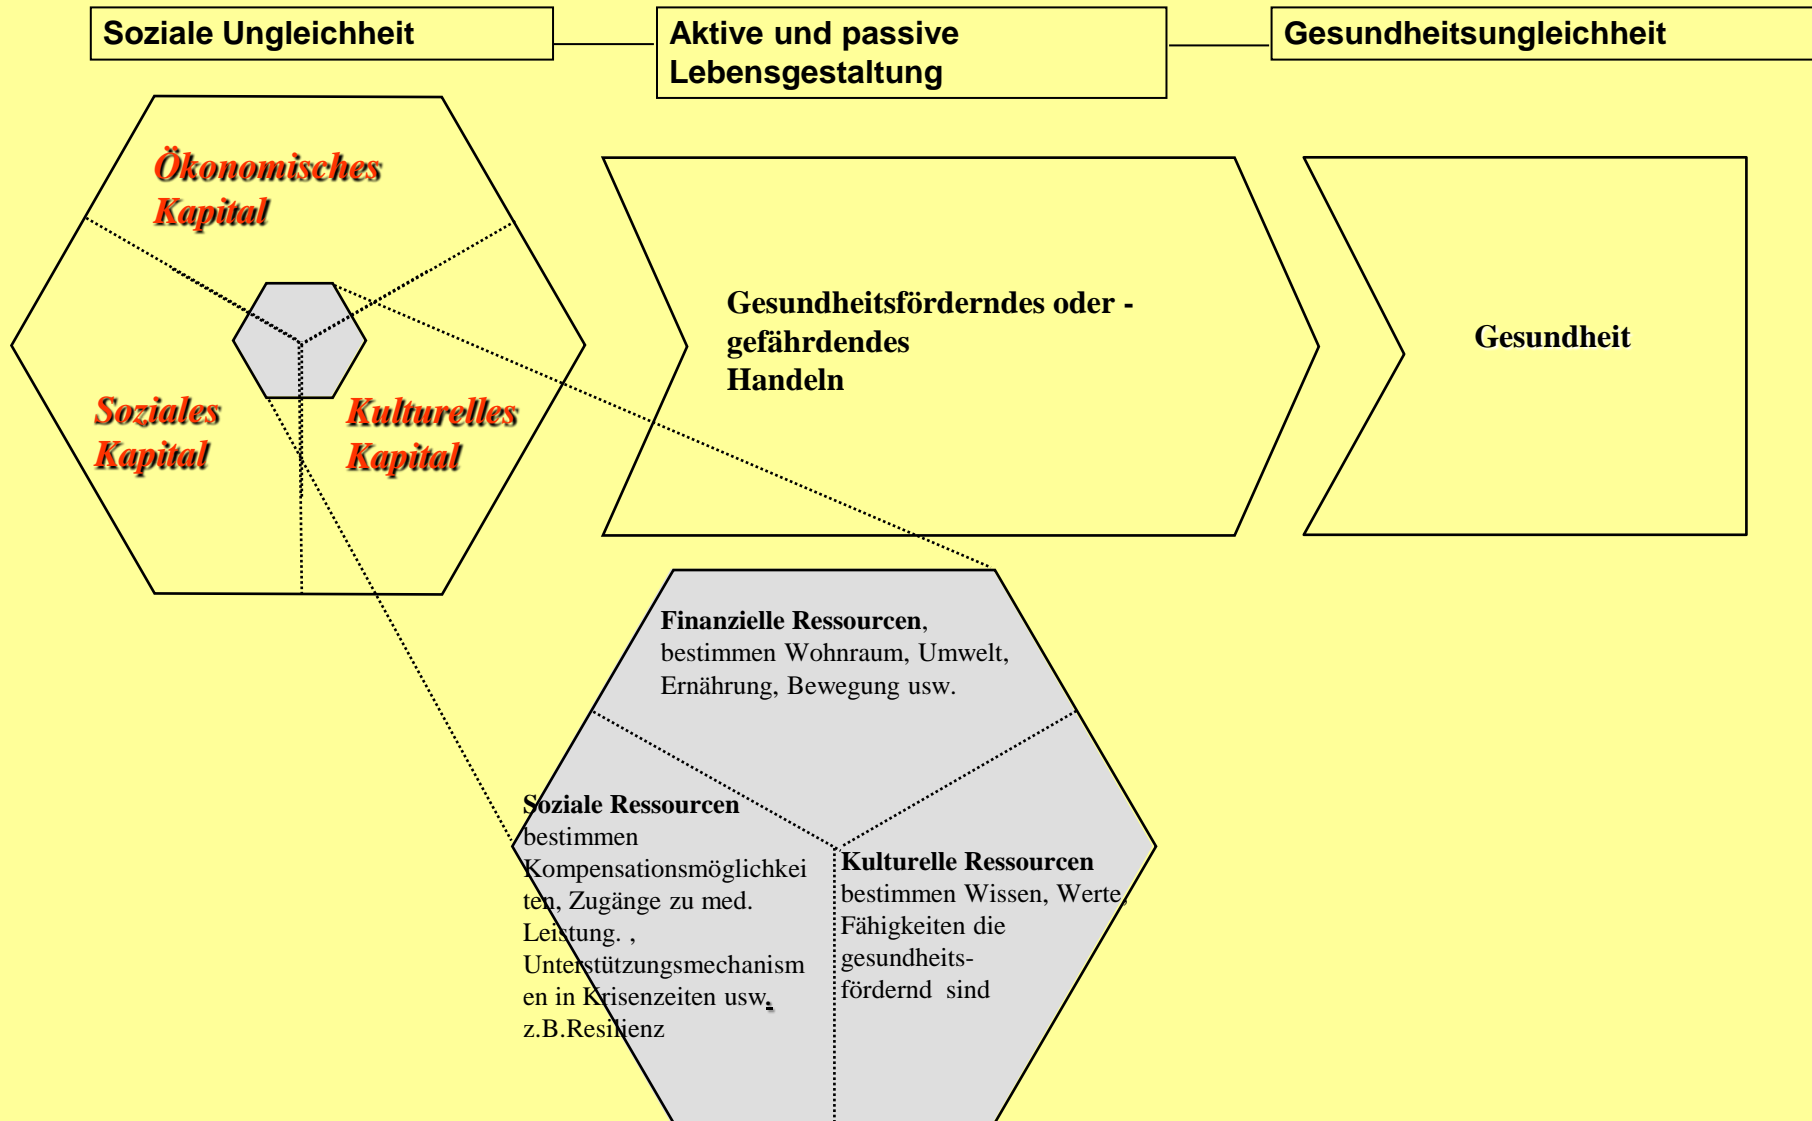 Soziale Ungleichheit
Aktive und passive
Lebensgestaltung
Gesundheitsungleichheit
Ökonomisches
Kapital
Soziales
Kapital
Kulturelles
Kapital
Gesundheitsförderndes oder -
gefährdendes
Handeln
Gesundheit
Finanzielle Ressourcen,
bestimmen Wohnraum, Umwelt,
Ernährung, Bewegung usw.
Soziale Ressourcen
bestimmen
Kompensationsmöglichkei
ten, Zugänge zu med.
Leistung. ,
Unterstützungsmechanism
en in Krisenzeiten usw.
z.B.Resilienz
Kulturelle Ressourcen
bestimmen Wissen, Werte,
Fähigkeiten die
gesundheits-
fördernd  sind